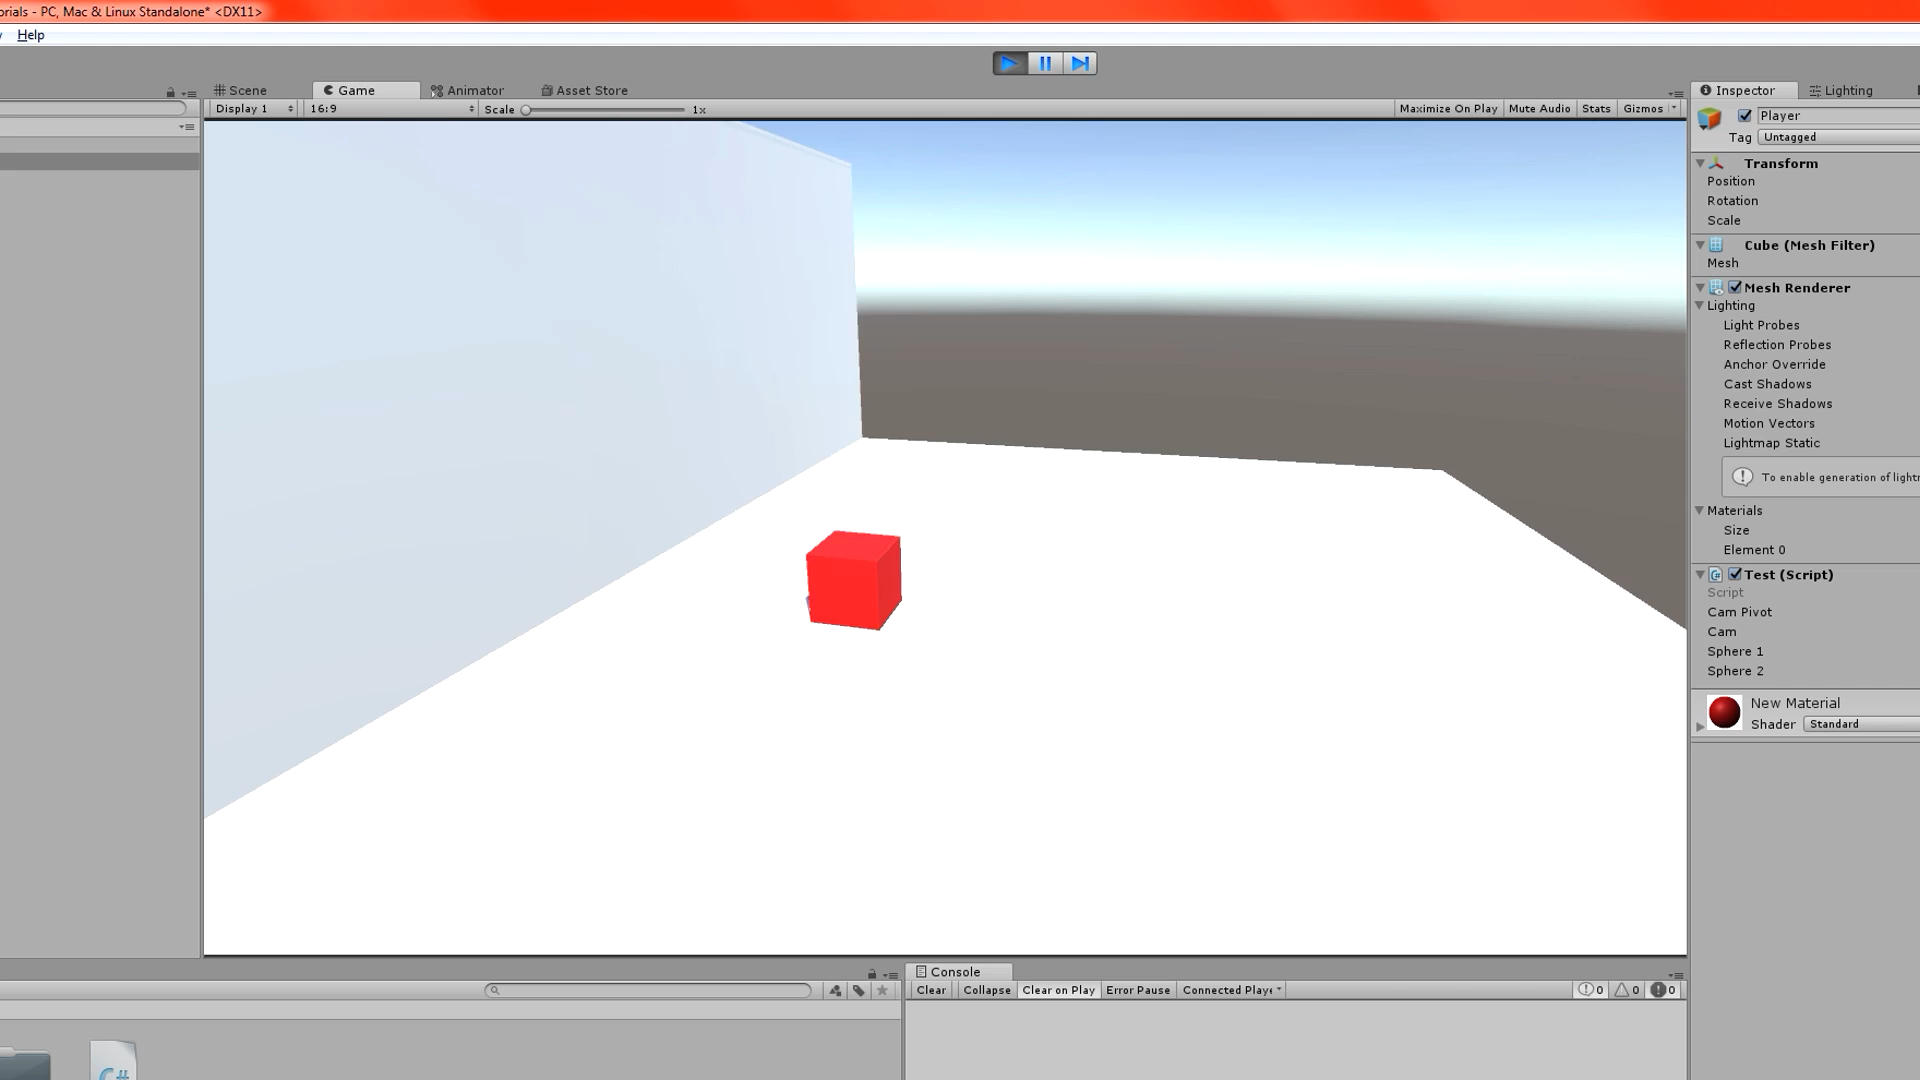 orials - PC, Mac & Linux Standalone* <DX11>
Help
Scene
Game
Animator
Asset Store
Inspector
Lighting
Display 1
16:9
Scale
1x
Maximize On Play
Mute Audio
Stats
Gizmos
Player
Tag
Untagged
Transform
Position
Rotation
Scale
Cube (Mesh Filter)
Mesh
Mesh Renderer
Lighting
Light Probes
Reflection Probes
Anchor Override
Cast Shadows
Receive Shadows
Motion Vectors
Lightmap Static
To enable generation of lightm
Materials
Size
Element 0
Test (Script)
Script
Cam Pivot
Cam
Sphere 1
Sphere 2
New Material
Shader
Standard
Console
Clear
Collapse
Clear on Play
Error Pause
Connected Playe
0
0
0
C#